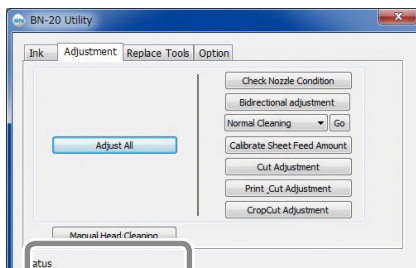 BN-20 Utility
Ink Adjustment Replace Tools Option
Check Nozzle Condition
Bidirectional adjustment
Normal Cleaning Go
Adjust All
Calibrate Sheet Feed Amount
Cut Adjustment
Print_Cut Adjustment
CropCut Adjustment
Manual Head Cleaning
atus